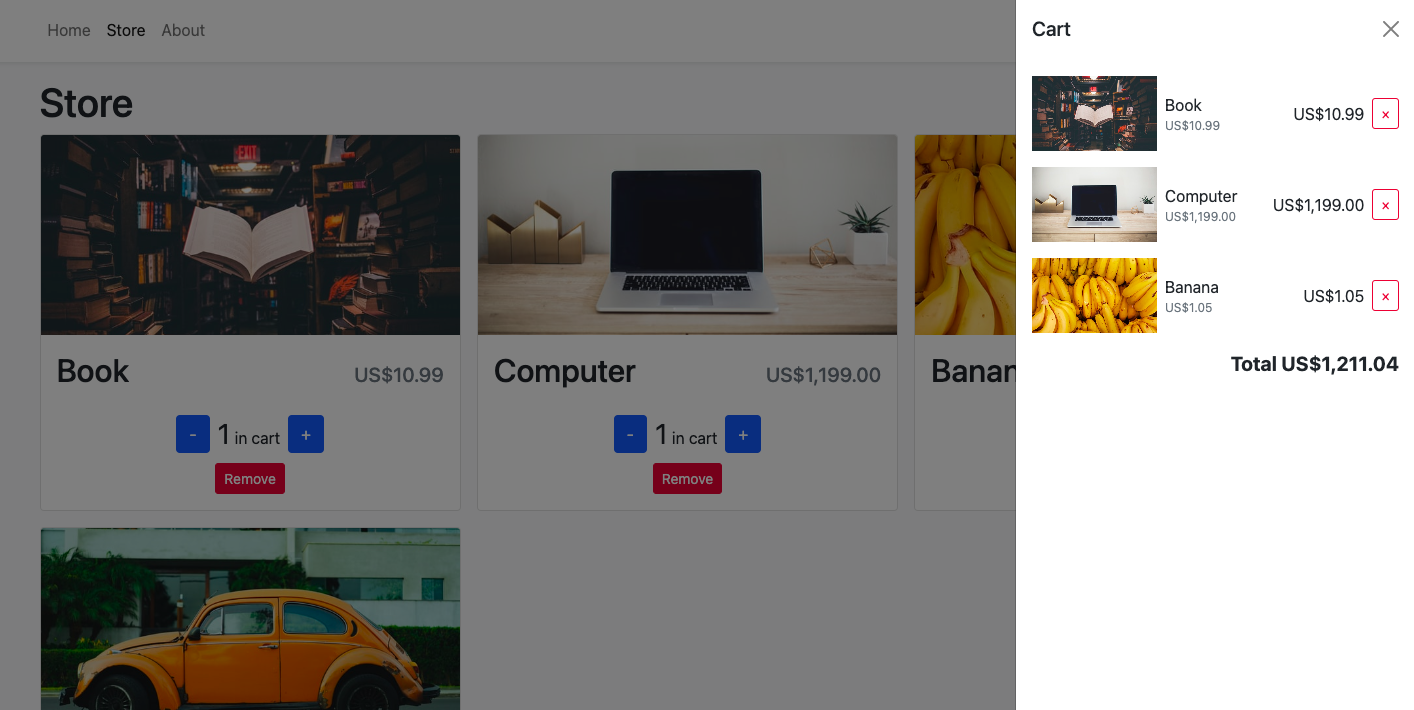 Home Store About
Store
EXIT
Book US$10.99
- 1 in cart +
Remove
Computer US$1,199.00
- 1 in cart +
Remove
Banan
Cart
Book
US$10.99
US$10.99 ×
Computer
US$1,199.00
US$1,199.00 ×
Banana
US$1.05
US$1.05 ×
Total US$1,211.04